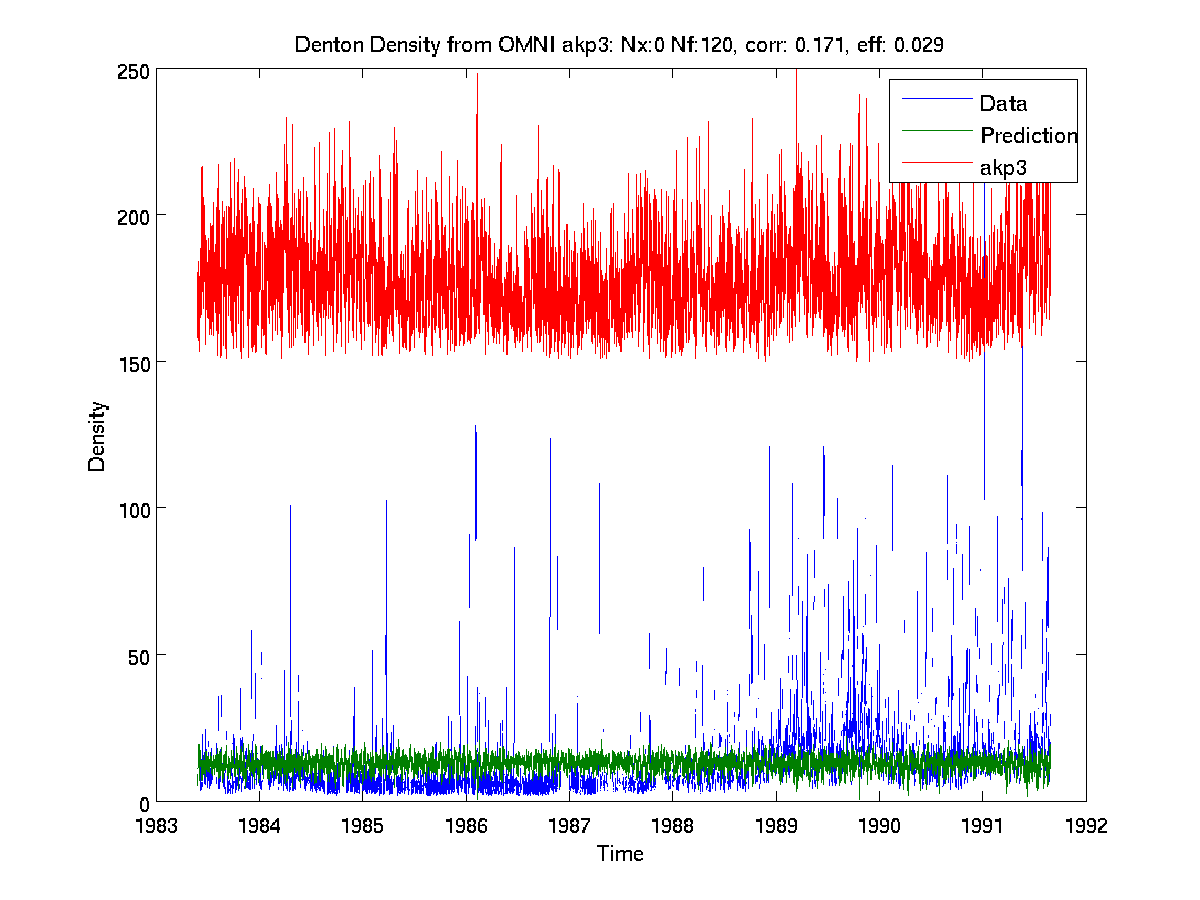 Denton Density from OMNI akp3: Nx:0 Nf:120, corr: 0.171, eff: 0.029
250
200
150
100
50
0
Density
Data
Prediction
akp3
1983 1984 1985 1986 1987 1988 1989 1990 1991 1992
Time